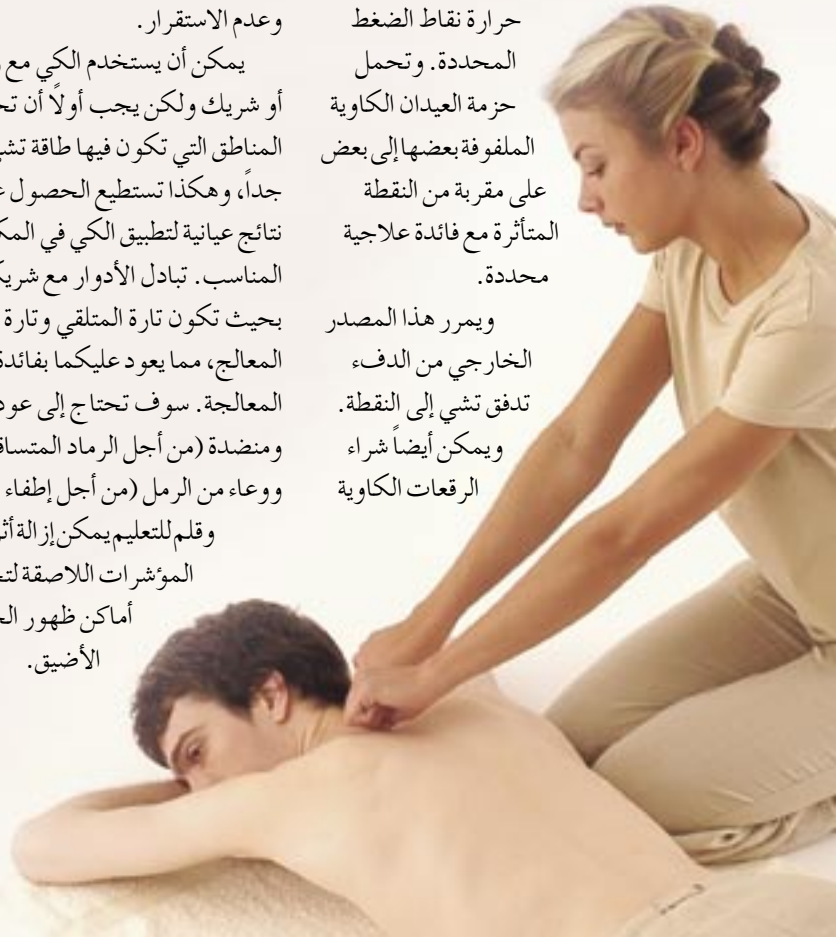 حرارة نقاط الضغط
المحددة. وتحمل
حزمة العيدان الكاوية
الملفوفة بعضها إلى بعض
على مقربة من النقطة
المتأثرة مع فائدة علاجية
محددة.
ويمرر هذا المصدر
الخارجي من الدفء
تدفق تشي إلى النقطة.
ويمكن أيضاً شراء
الرقعات الكاوية
وعدم الاستقرار.
يمكن أن يستخدم الكي مع
أو شريك ولكن يجب أولاً أن
المناطق التي تكون فيها طاقة
جداً، وهكذا تستطيع الحصول
نتائج عيانية لتطبيق الكي في
المناسب. تبادل الأدوار مع
بحيث تكون تارة المتلقي وتارة
المعالج، مما يعود عليكما بفائدة
المعالجة. سوف تحتاج إلى
ومنضدة (من أجل الرماد
ووعاء من الرمل (من أجل إطفاء
وقلم للتعليم يمكن إزالة
المؤشرات اللاصقة
أماكن ظهور
الأضيق.